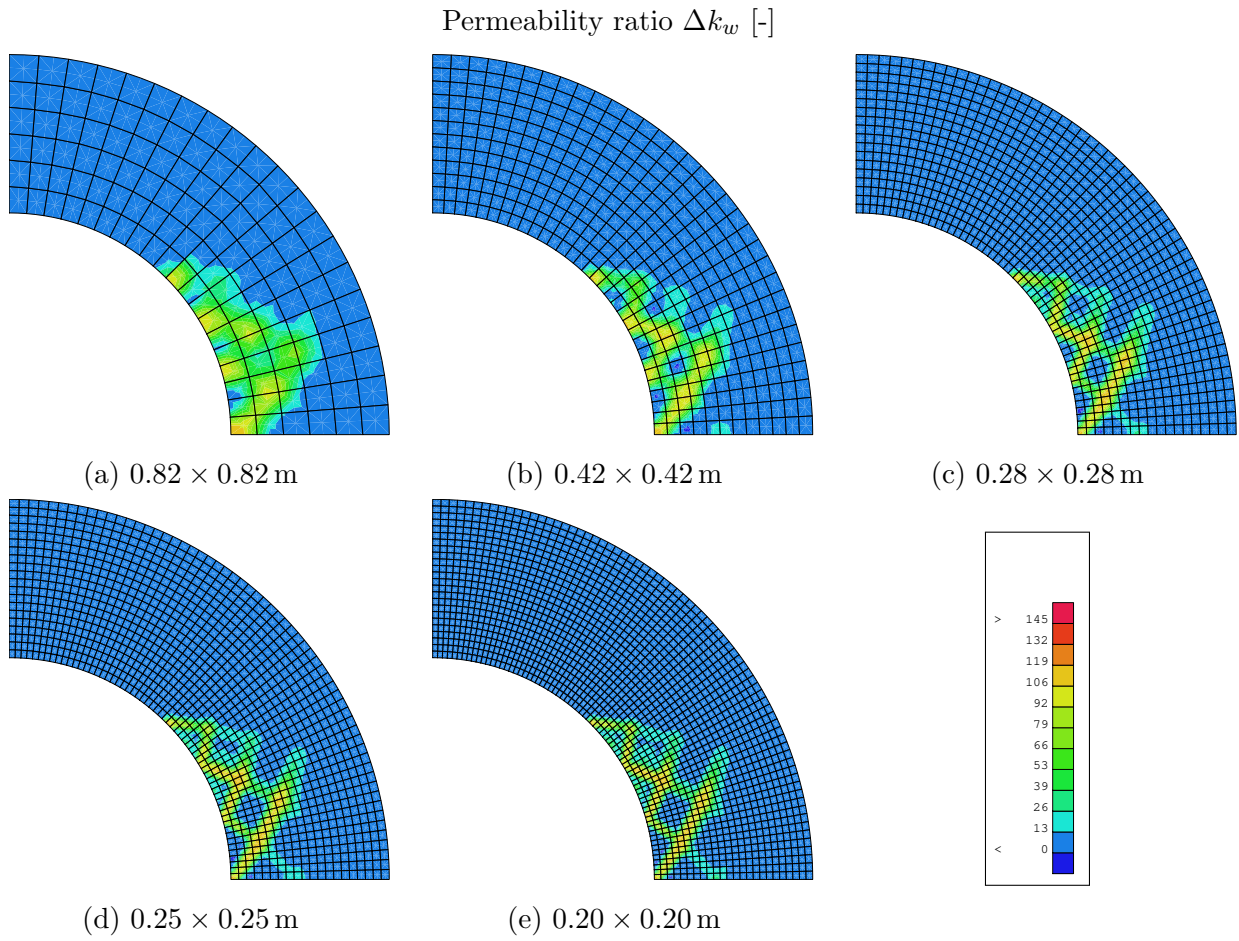 Permeability ratio Δk_w [-]
(a) 0.82 × 0.82 m
(b) 0.42 × 0.42 m
(c) 0.28 × 0.28 m
(d) 0.25 × 0.25 m
(e) 0.20 × 0.20 m
> 145
132
119
106
92
79
66
53
39
26
13
< 0